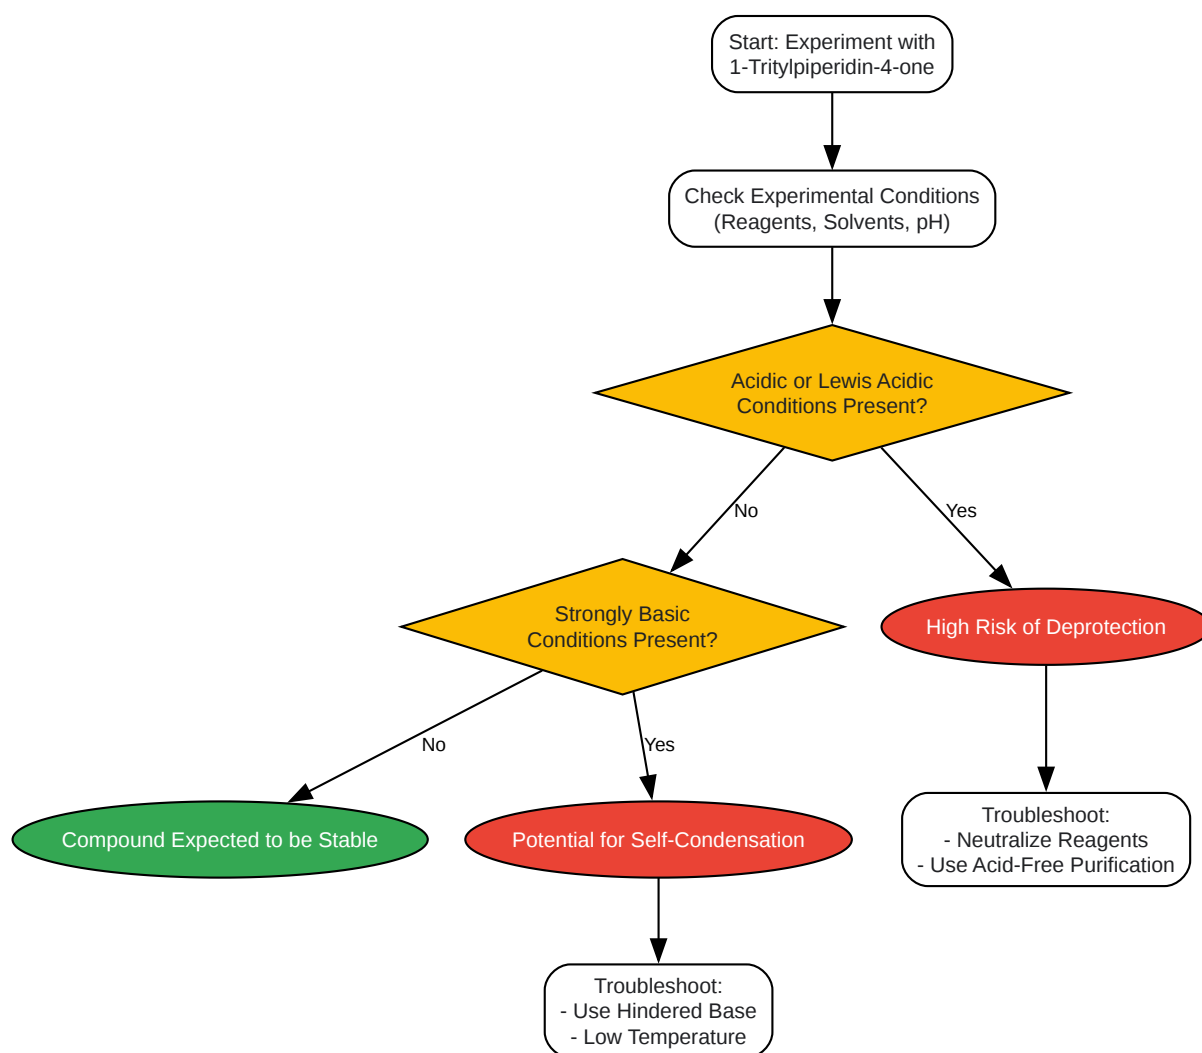 Start: Experiment with
1-Tritylpiperidin-4-one
Check Experimental Conditions
(Reagents, Solvents, pH)
Acidic or Lewis Acidic
Conditions Present?
No
Yes
Strongly Basic
Conditions Present?
High Risk of Deprotection
No
Yes
Compound Expected to be Stable
Potential for Self-Condensation
Troubleshoot:
- Neutralize Reagents
- Use Acid-Free Purification
Troubleshoot:
- Use Hindered Base
- Low Temperature